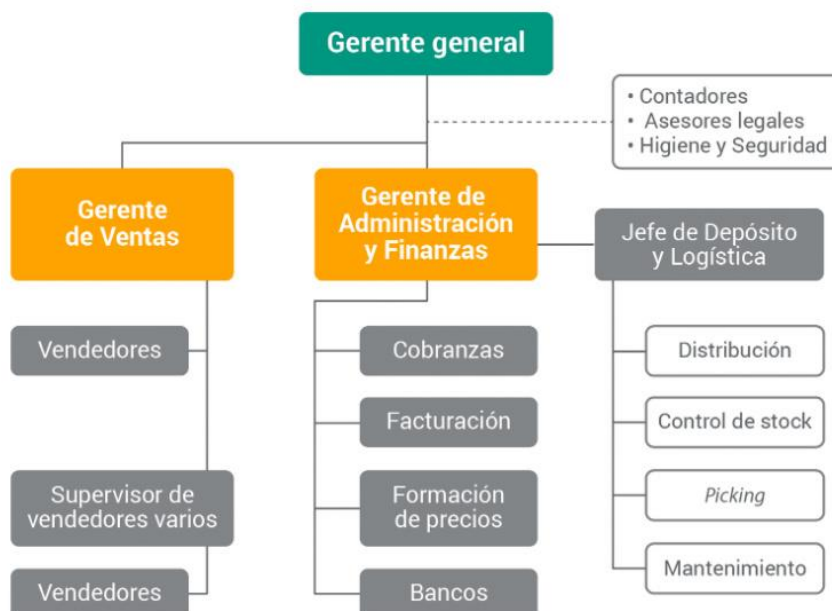 Gerente general
• Contadores
• Asesores legales
• Higiene y Seguridad
Gerente
de Ventas
Gerente de
Administración
y Finanzas
Jefe de Depósito
y Logística
Vendedores
Supervisor de
vendedores varios
Vendedores
Cobranzas
Facturación
Formación
de precios
Bancos
Distribución
Control de stock
Picking
Mantenimiento